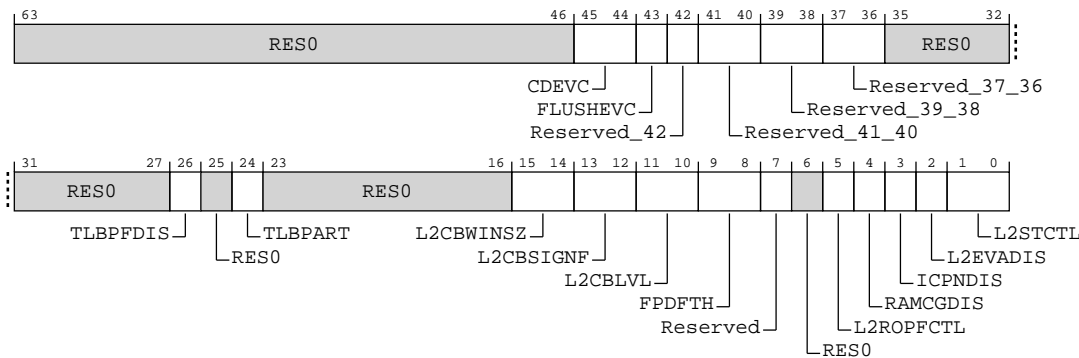 63 46 45 44 43 42 41 40 39 38 37 36 35 32
RES0 RES0
CDEVC Reserved_37_36
FLUSHEVC Reserved_39_38
Reserved_42 Reserved_41_40
31 27 26 25 24 23 16 15 14 13 12 11 10 9 8 7 6 5 4 3 2 1 0
RES0 RES0
TLBPFDIS TLBPART L2CBWINSZ L2STCTL
RES0 L2CBSIGNF L2EVADIS
L2CBLVL ICPNDIS
FPDFTH RAMCGDIS
Reserved L2ROPFCTL
RES0